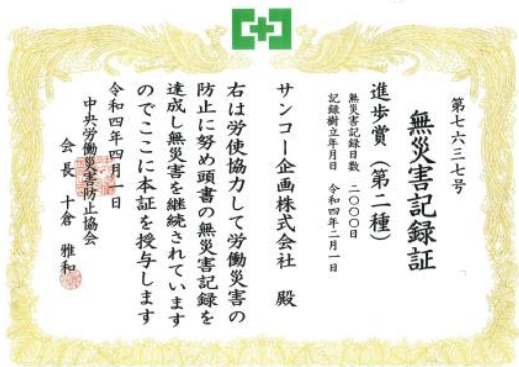 第七六三七号
無災害記録証
進歩賞（第二種）
無災害記録日数　二〇〇〇日
記録樹立年月日　令和四年二月一日
サンコー企画株式会社　殿
右は労使協力して労働災害の
防止に努め頭書の無災害記録を
達成し無災害を継続されています
のでここに本証を授与します
令和四年四月一日
中央労働災害防止協会
会長　十倉　雅和